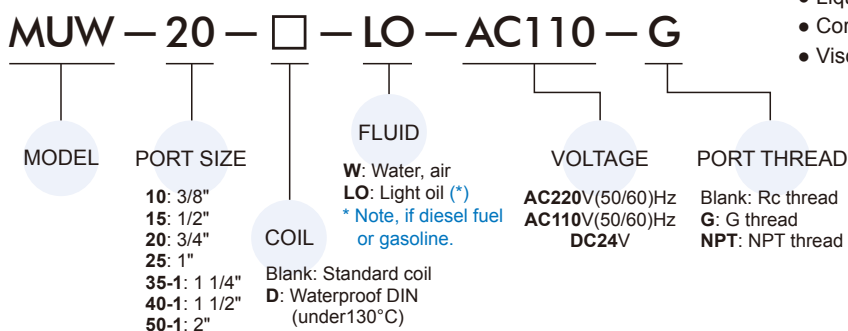 MUW — 20 — □ — LO — AC110 — G
MODEL
PORT SIZE
10: 3/8"
15: 1/2"
20: 3/4"
25: 1"
35-1: 1 1/4"
40-1: 1 1/2"
50-1: 2"
COIL
Blank: Standard coil
D: Waterproof DIN
(under130°C)
FLUID
W: Water, air
LO: Light oil (*)
* Note, if diesel fuel
or gasoline.
VOLTAGE
AC220V(50/60)Hz
AC110V(50/60)Hz
DC24V
PORT THREAD
Blank: Rc thread
G: G thread
NPT: NPT thread